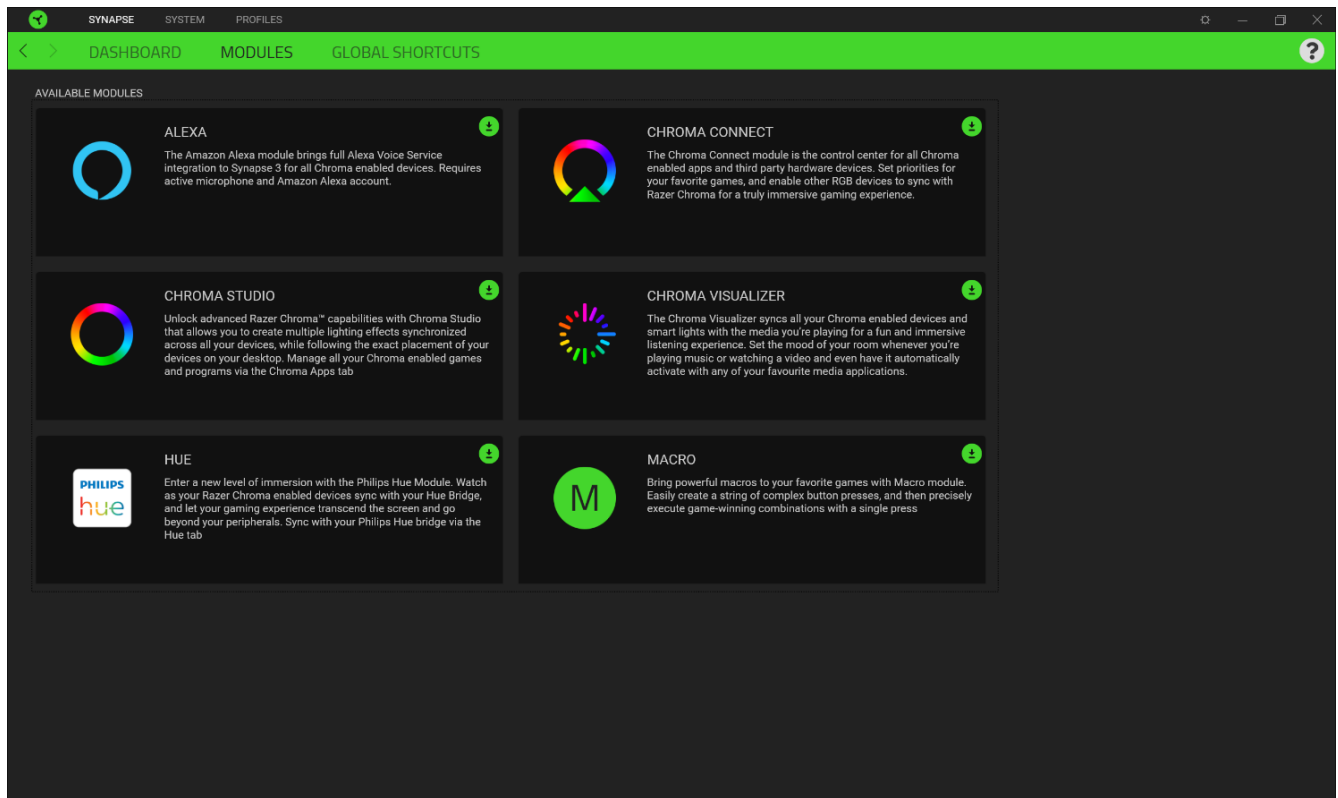 SYNAPSE SYSTEM PROFILES
DASHBOARD MODULES GLOBAL SHORTCUTS
?
AVAILABLE MODULES
ALEXA
The Amazon Alexa module brings full Alexa Voice Service
integration to Synapse 3 for all Chroma enabled devices. Requires
active microphone and Amazon Alexa account.
CHROMA CONNECT
The Chroma Connect module is the control center for all Chroma
enabled apps and third party hardware devices. Set priorities for
your favorite games, and enable other RGB devices to sync with
Razer Chroma for a truly immersive gaming experience.
CHROMA STUDIO
Unlock advanced Razer Chroma™ capabilities with Chroma Studio
that allows you to create multiple lighting effects synchronized
across all your devices, while following the exact placement of your
devices on your desktop. Manage all your Chroma enabled games
and programs via the Chroma Apps tab
CHROMA VISUALIZER
The Chroma Visualizer syncs all your Chroma enabled devices and
smart lights with the media you're playing for a fun and immersive
listening experience. Set the mood of your room whenever you're
playing music or watching a video and even have it automatically
activate with any of your favourite media applications.
PHILIPS
hue
HUE
Enter a new level of immersion with the Philips Hue Module. Watch
as your Razer Chroma enabled devices sync with your Hue Bridge,
and let your gaming experience transcend the screen and go
beyond your peripherals. Sync with your Philips Hue bridge via the
Hue tab
M
MACRO
Bring powerful macros to your favorite games with Macro module.
Easily create a string of complex button presses, and then precisely
execute game-winning combinations with a single press